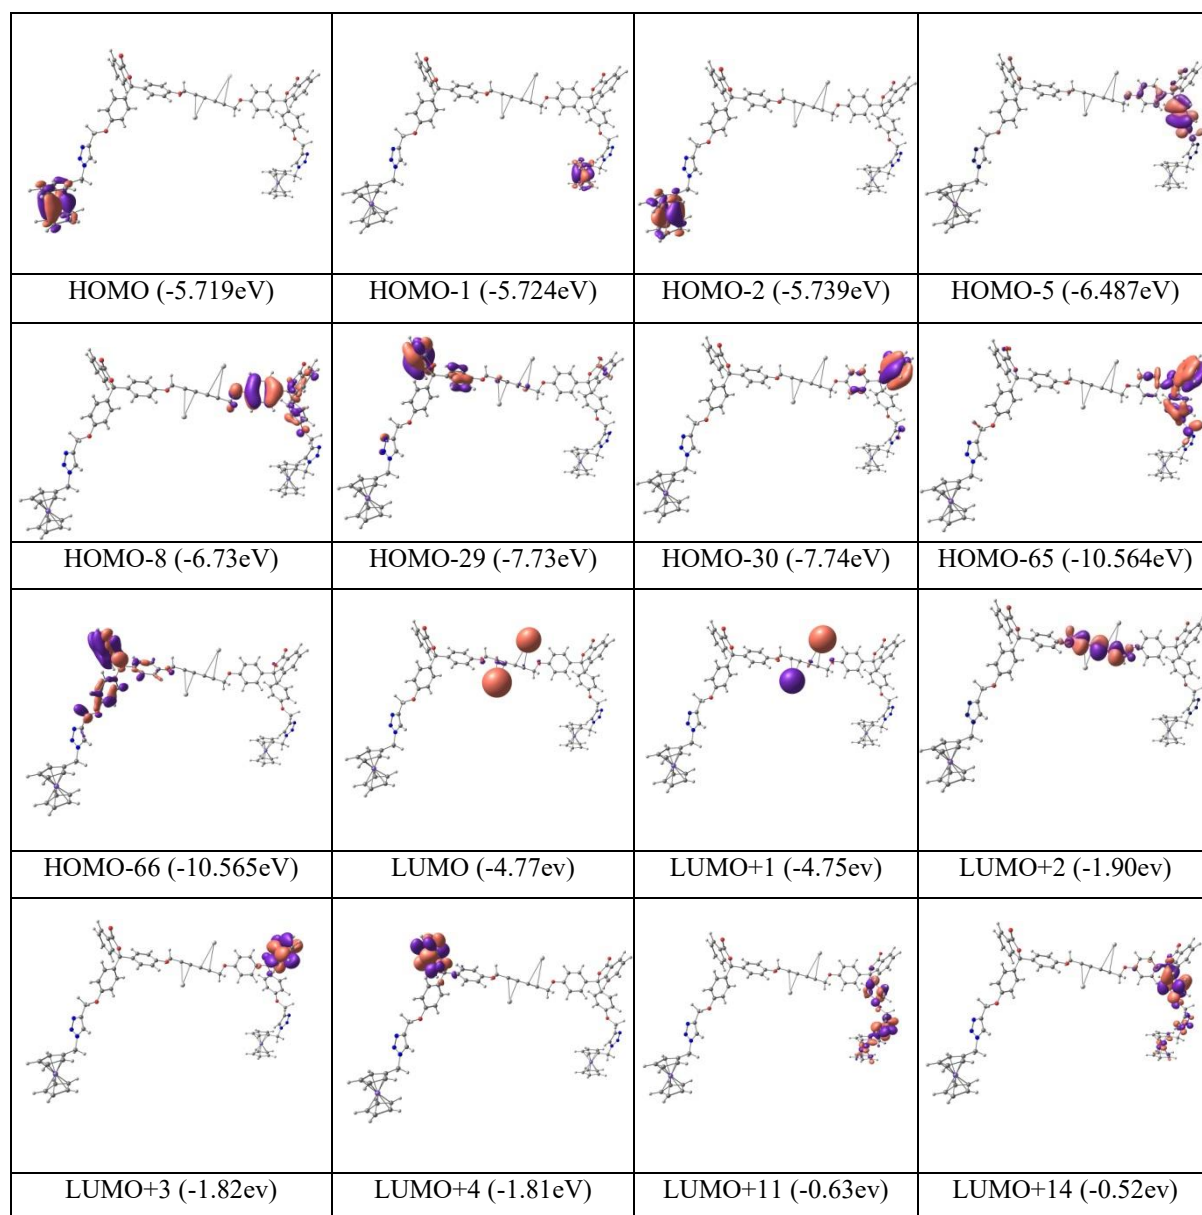 HOMO (-5.719eV)
HOMO-1 (-5.724eV)
HOMO-2 (-5.739eV)
HOMO-5 (-6.487eV)
HOMO-8 (-6.73eV)
HOMO-29 (-7.73eV)
HOMO-30 (-7.74eV)
HOMO-65 (-10.564eV)
HOMO-66 (-10.565eV)
LUMO (-4.77ev)
LUMO+1 (-4.75ev)
LUMO+2 (-1.90ev)
LUMO+3 (-1.82ev)
LUMO+4 (-1.81eV)
LUMO+11 (-0.63ev)
LUMO+14 (-0.52ev)